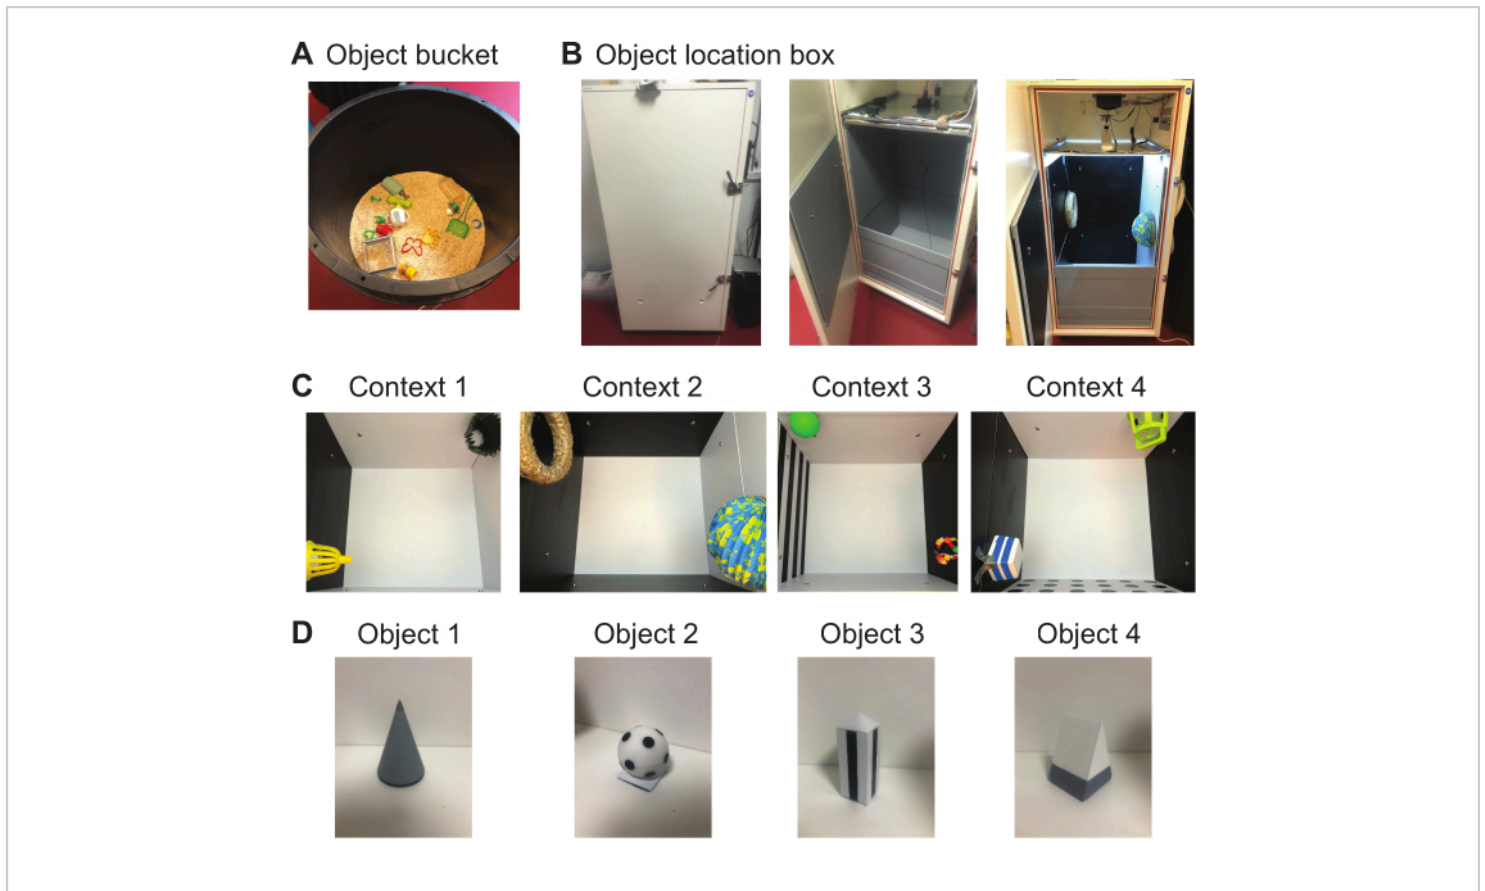 A Object bucket
B Object location box
C Context 1
Context 2
Context 3
Context 4
D Object 1
Object 2
Object 3
Object 4